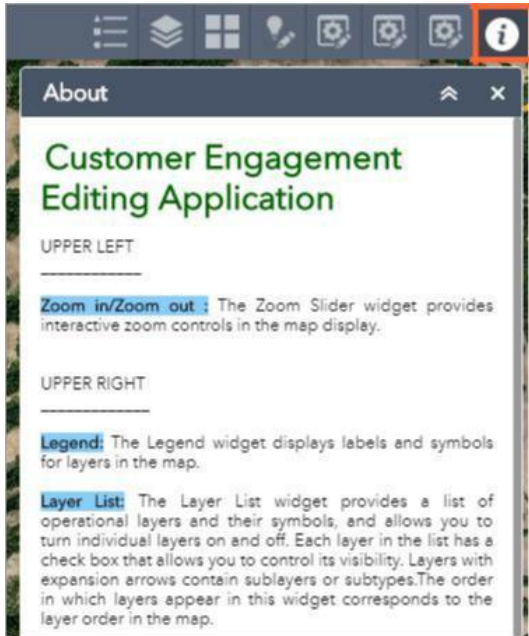 About
Customer Engagement
Editing Application
UPPER LEFT
____________
Zoom in/Zoom out : The Zoom Slider widget provides
interactive zoom controls in the map display.
UPPER RIGHT
_____________
Legend: The Legend widget displays labels and symbols
for layers in the map.
Layer List: The Layer List widget provides a list of
operational layers and their symbols, and allows you to
turn individual layers on and off. Each layer in the list has a
check box that allows you to control its visibility. Layers with
expansion arrows contain sublayers or subtypes.The order
in which layers appear in this widget corresponds to the
layer order in the map.